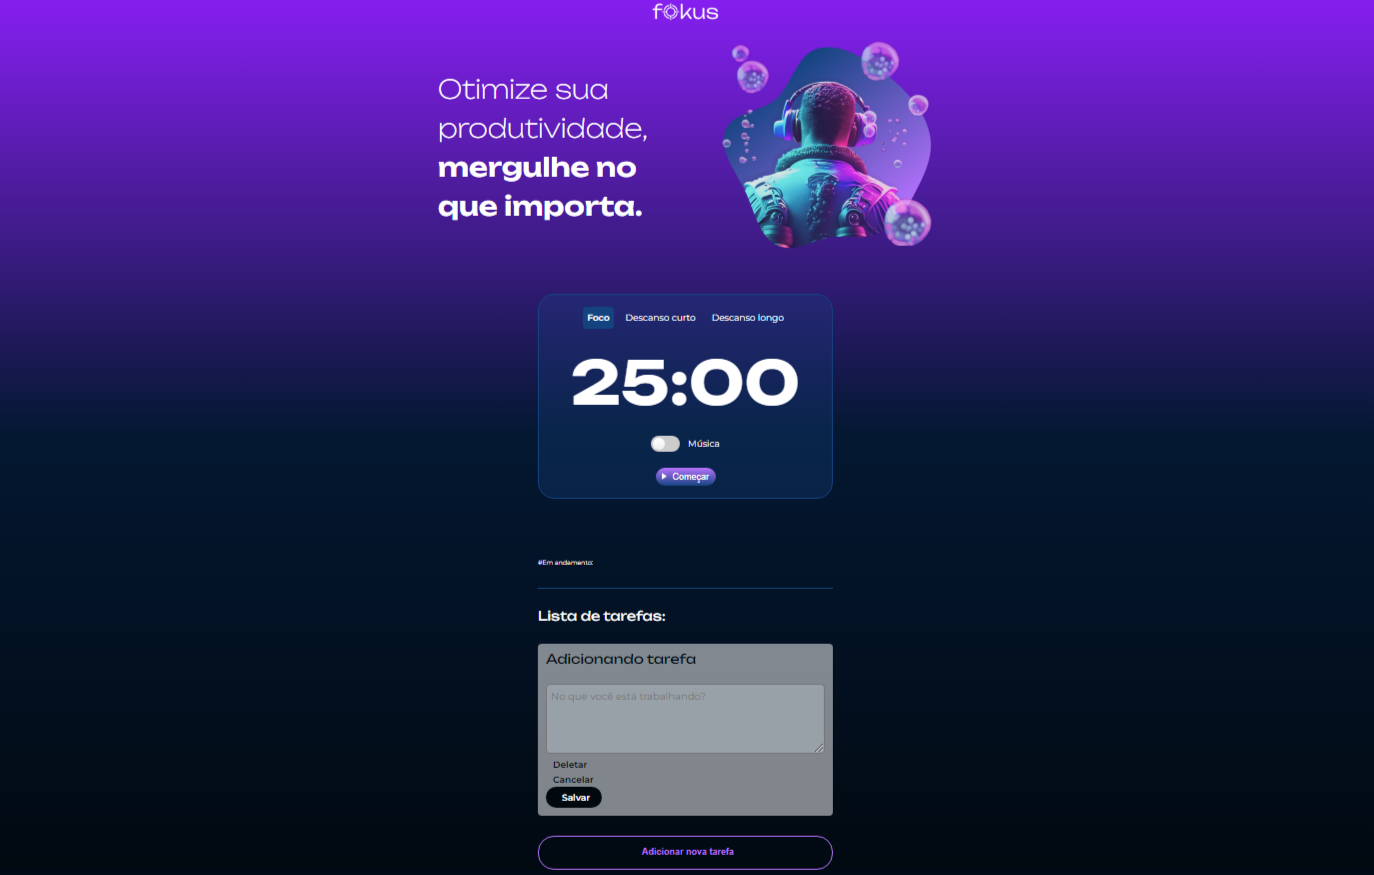 fokus
Otimize sua
produtividade,
mergulhe no
que importa.
Foco Descanso curto Descanso longo
25:00
Música
Começar
#Em andamento:
Lista de tarefas:
Adicionando tarefa
No que você está trabalhando?
Deletar
Cancelar
Salvar
Adicionar nova tarefa